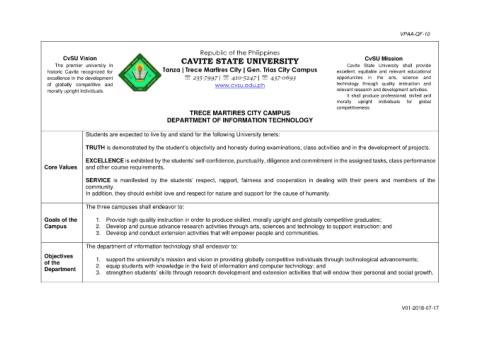 VPAA-QF-10
CvSU Vision
The premier university in
historic Cavite recognized for
excellence in the development
of globally competitive and
morally upright individuals.
Republic of the Philippines
CAVITE STATE UNIVERSITY
Tanza | Trece Martires City | Gen. Trias City Campus
☏ 235-7997 | ☏ 410-5247 | ☏ 437-0693
www.cvsu.edu.ph
CvSU Mission
Cavite State University shall provide
excellent, equitable and relevant educational
opportunities in the arts, science and
technology through quality instruction and
relevant research and development activities.
It shall produce professional, skilled and
morally upright individuals for global
competitiveness
TRECE MARTIRES CITY CAMPUS
DEPARTMENT OF INFORMATION TECHNOLOGY
Core Values
Students are expected to live by and stand for the following University tenets:
TRUTH is demonstrated by the student's objectivity and honesty during examinations, class activities and in the development of projects.
EXCELLENCE is exhibited by the students' self-confidence, punctuality, diligence and commitment in the assigned tasks, class performance
and other course requirements.
SERVICE is manifested by the students' respect, rapport, fairness and cooperation in dealing with their peers and members of the
community.
In addition, they should exhibit love and respect for nature and support for the cause of humanity.
Goals of the
Campus
The three campuses shall endeavor to:
1. Provide high quality instruction in order to produce skilled, morally upright and globally competitive graduates;
2. Develop and pursue advance research activities through arts, sciences and technology to support instruction; and
3. Develop and conduct extension activities that will empower people and communities.
Objectives
of the
Department
The department of information technology shall endeavor to:
1. support the university's mission and vision in providing globally competitive individuals through technological advancements;
2. equip students with knowledge in the field of information and computer technology; and
3. strengthen students' skills through research development and extension activities that will endow their personal and social growth.
V01-2018-07-17